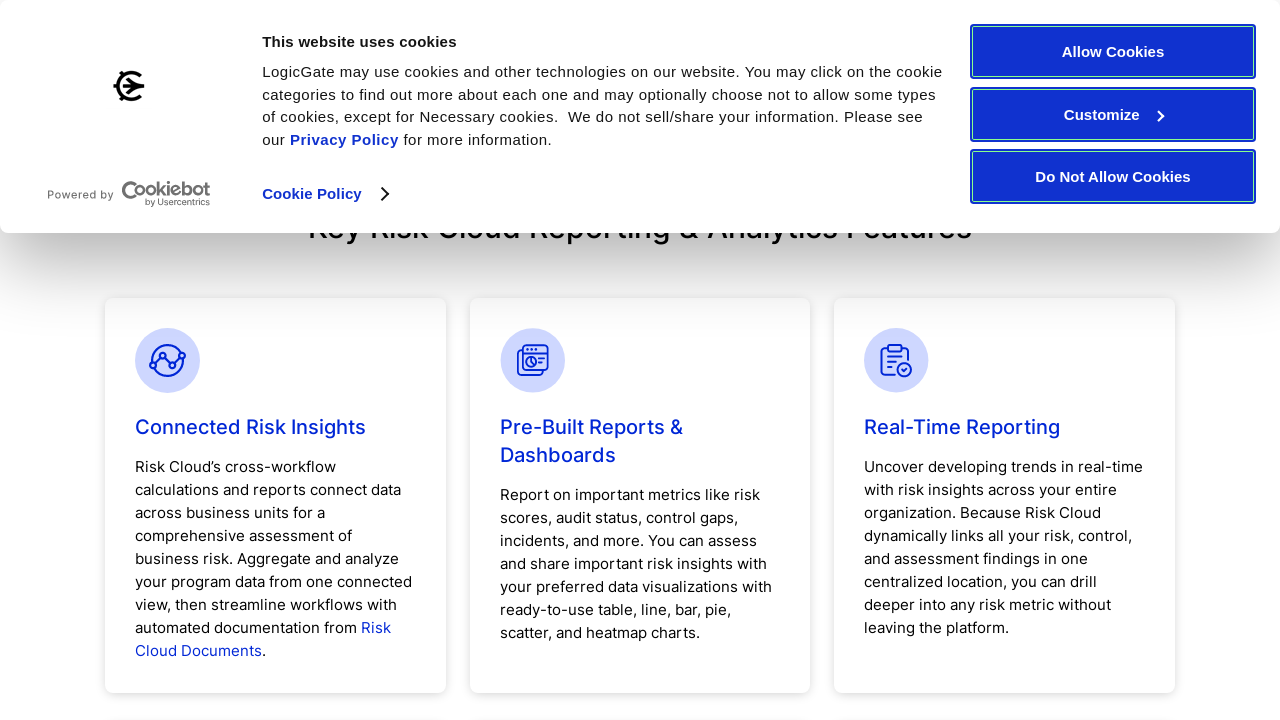 This website uses cookies
LogicGate may use cookies and other technologies on our website. You may click on the cookie
categories to find out more about each one and may optionally choose not to allow some types
of cookies, except for Necessary cookies.  We do not sell/share your information. Please see
our Privacy Policy for more information.
Cookie Policy
Powered by Cookiebot
by Usercentrics
Allow Cookies
Customize
Do Not Allow Cookies
Key Risk Cloud Reporting & Analytics Features
Connected Risk Insights
Risk Cloud’s cross-workflow
calculations and reports connect data
across business units for a
comprehensive assessment of
business risk. Aggregate and analyze
your program data from one connected
view, then streamline workflows with
automated documentation from Risk
Cloud Documents.
Pre-Built Reports &
Dashboards
Report on important metrics like risk
scores, audit status, control gaps,
incidents, and more. You can assess
and share important risk insights with
your preferred data visualizations with
ready-to-use table, line, bar, pie,
scatter, and heatmap charts.
Real-Time Reporting
Uncover developing trends in real-time
with risk insights across your entire
organization. Because Risk Cloud
dynamically links all your risk, control,
and assessment findings in one
centralized location, you can drill
deeper into any risk metric without
leaving the platform.